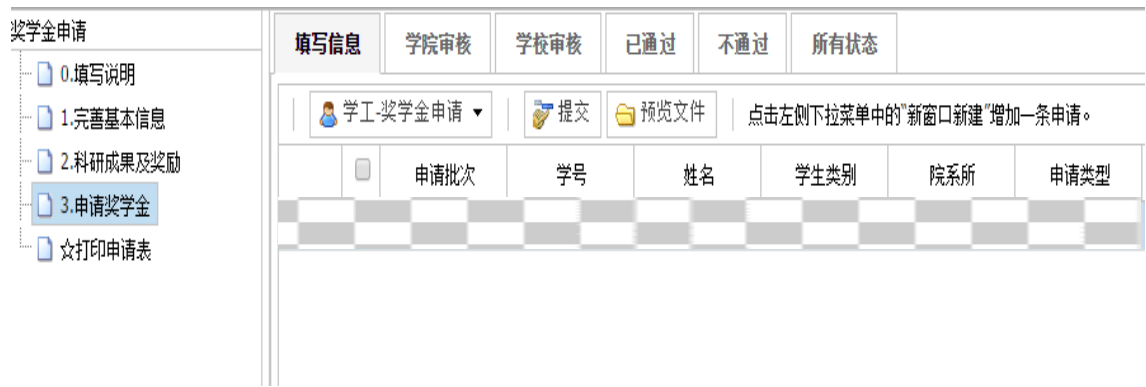 奖学金申请
0.填写说明
1.完善基本信息
2.科研成果及奖励
3.申请奖学金
☆打印申请表
填写信息 学院审核 学校审核 已通过 不通过 所有状态
学工-奖学金申请 提交 预览文件 点击左侧下拉菜单中的"新窗口新建"增加一条申请。
申请批次 学号 姓名 学生类别 院系所 申请类型